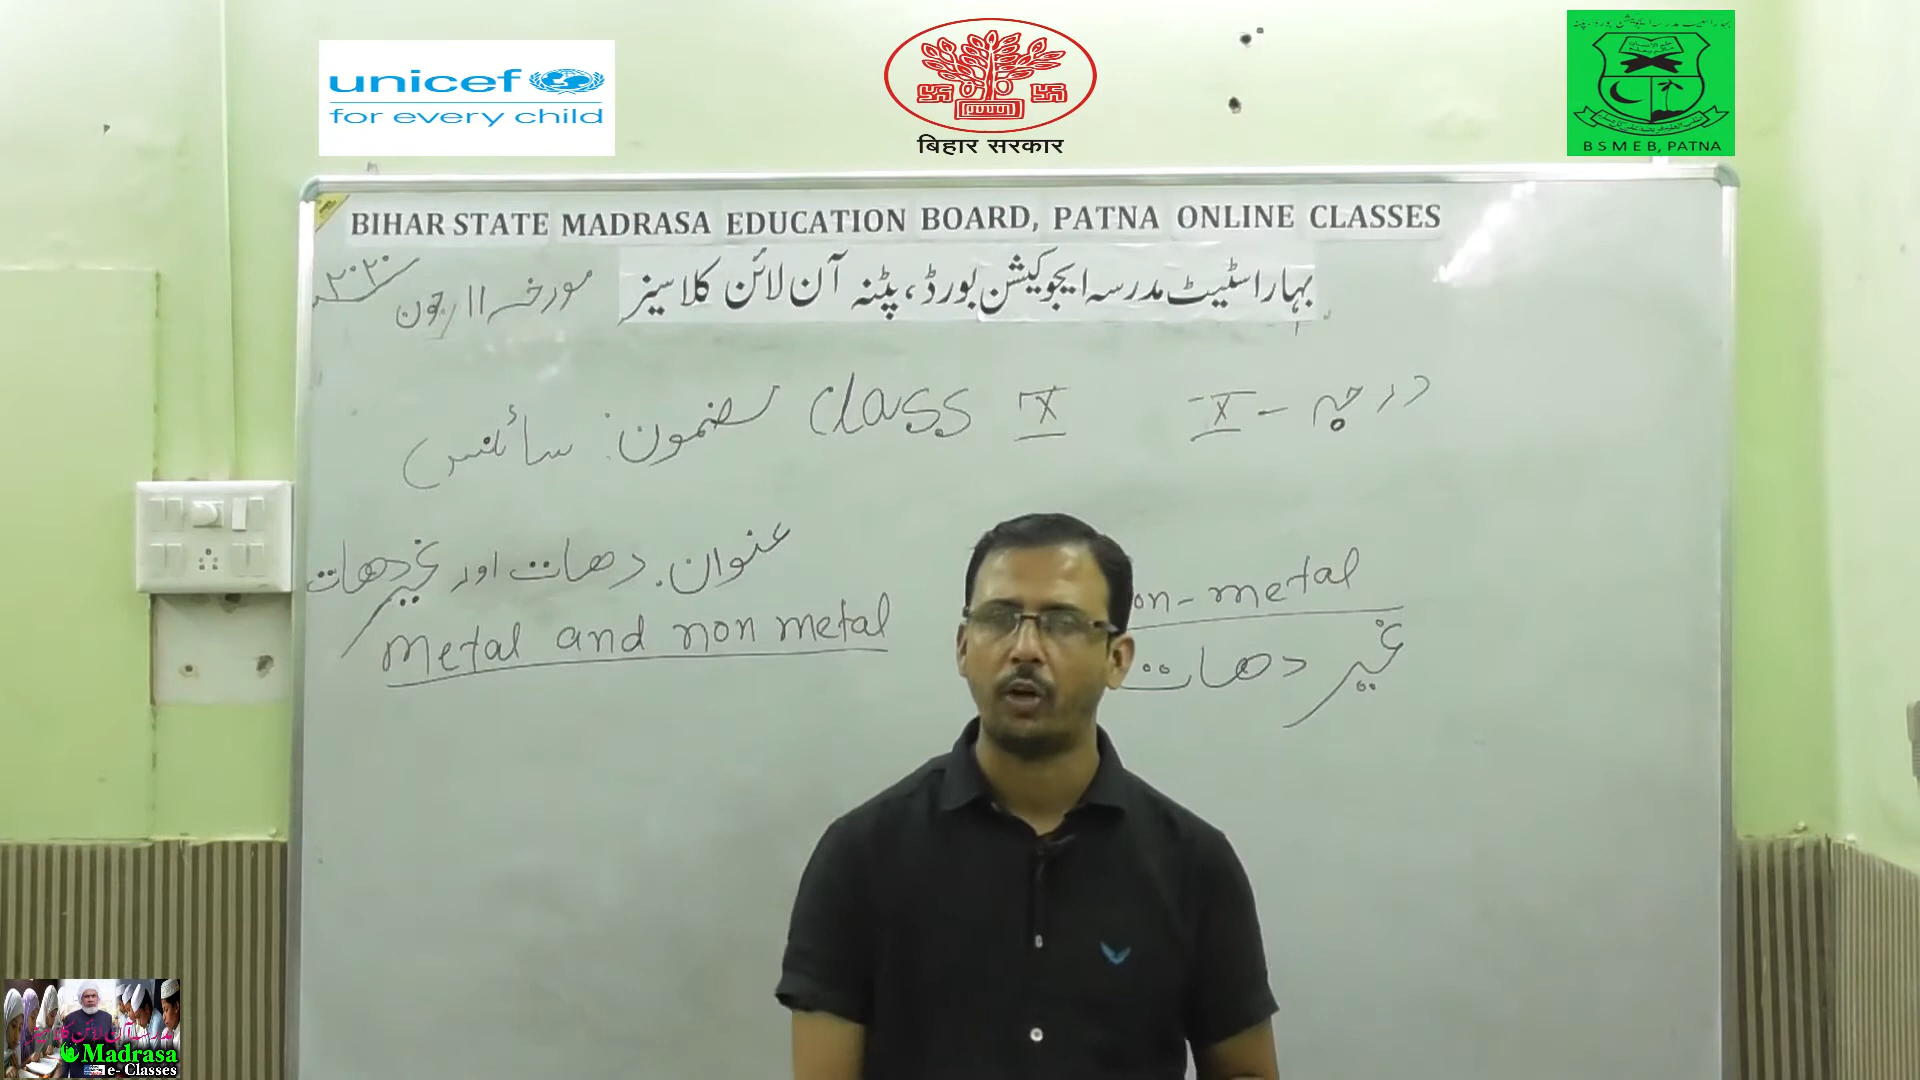 unicef
for every child
बिहार सरकार
B S M E B, PATNA
BIHAR STATE MADRASA EDUCATION BOARD, PATNA ONLINE CLASSES
بہار اسٹیٹ مدرسہ ایجوکیشن بورڈ، پٹنہ آن لائن کلاسیز
مورخہ ۱۱ جون ۲۰۲۰
درجہ - X Class X مضمون: سائنس
عنوان. دھات اور غیر دھات
metal and non metal
on-metal
غیر دھات
Madrasa
e- Classes